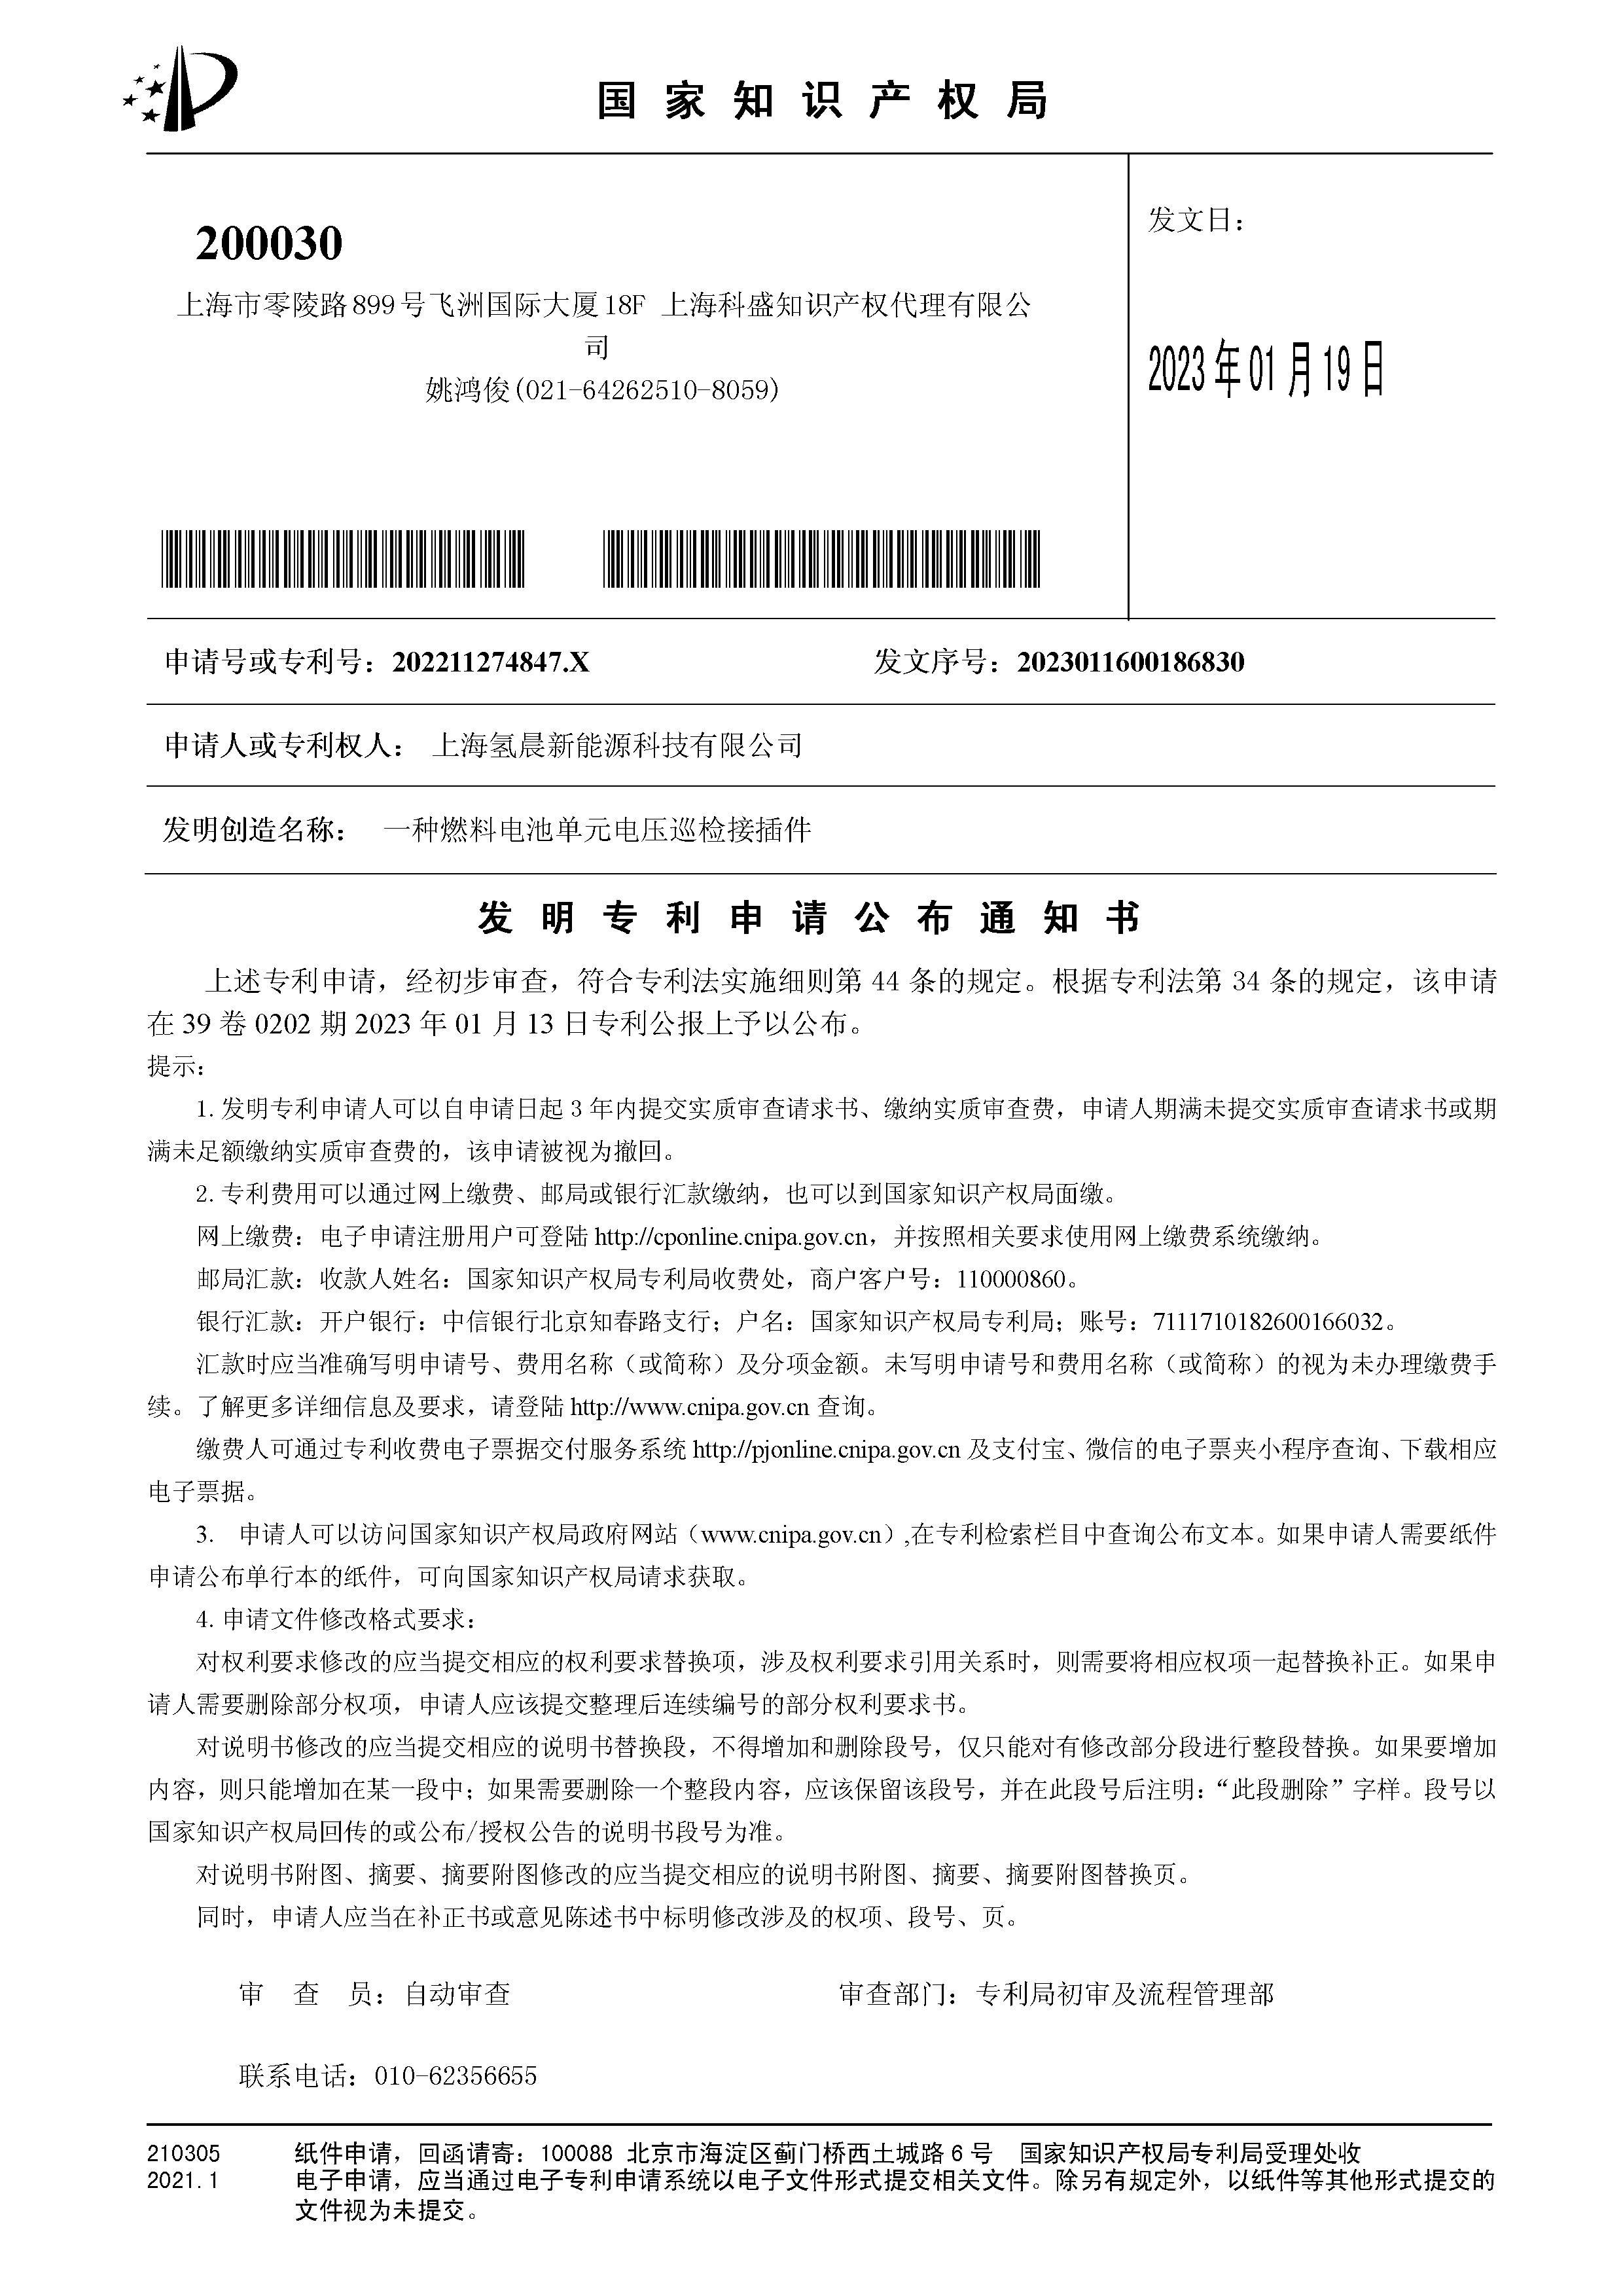 国家知识产权局
200030
上海市零陵路899号飞洲国际大厦18F 上海科盛知识产权代理有限公
司
姚鸿俊(021-64262510-8059)
发文日：
2023年01月19日
申请号或专利号：202211274847.X 发文序号：2023011600186830
申请人或专利权人： 上海氢晨新能源科技有限公司
发明创造名称： 一种燃料电池单元电压巡检接插件
发明专利申请公布通知书
上述专利申请，经初步审查，符合专利法实施细则第 44 条的规定。根据专利法第 34 条的规定，该申请
在 39 卷 0202 期 2023 年 01 月 13 日专利公报上予以公布。
提示：
1. 发明专利申请人可以自申请日起 3 年内提交实质审查请求书、缴纳实质审查费，申请人期满未提交实质审查请求书或期
满未足额缴纳实质审查费的，该申请被视为撤回。
2. 专利费用可以通过网上缴费、邮局或银行汇款缴纳，也可以到国家知识产权局面缴。
网上缴费：电子申请注册用户可登陆 http://cponline.cnipa.gov.cn，并按照相关要求使用网上缴费系统缴纳。
邮局汇款：收款人姓名：国家知识产权局专利局收费处，商户客户号：110000860。
银行汇款：开户银行：中信银行北京知春路支行；户名：国家知识产权局专利局；账号：7111710182600166032。
汇款时应当准确写明申请号、费用名称（或简称）及分项金额。未写明申请号和费用名称（或简称）的视为未办理缴费手
续。了解更多详细信息及要求，请登陆 http://www.cnipa.gov.cn 查询。
缴费人可通过专利收费电子票据交付服务系统 http://pjonline.cnipa.gov.cn 及支付宝、微信的电子票夹小程序查询、下载相应
电子票据。
3. 申请人可以访问国家知识产权局政府网站（www.cnipa.gov.cn）,在专利检索栏目中查询公布文本。如果申请人需要纸件
申请公布单行本的纸件，可向国家知识产权局请求获取。
4. 申请文件修改格式要求：
对权利要求修改的应当提交相应的权利要求替换项，涉及权利要求引用关系时，则需要将相应权项一起替换补正。如果申
请人需要删除部分权项，申请人应该提交整理后连续编号的部分权利要求书。
对说明书修改的应当提交相应的说明书替换段，不得增加和删除段号，仅只能对有修改部分段进行整段替换。如果要增加
内容，则只能增加在某一段中；如果需要删除一个整段内容，应该保留该段号，并在此段号后注明：“此段删除”字样。段号以
国家知识产权局回传的或公布/授权公告的说明书段号为准。
对说明书附图、摘要、摘要附图修改的应当提交相应的说明书附图、摘要、摘要附图替换页。
同时，申请人应当在补正书或意见陈述书中标明修改涉及的权项、段号、页。
审 查 员：自动审查 审查部门：专利局初审及流程管理部
联系电话：010-62356655
210305 纸件申请，回函请寄：100088 北京市海淀区蓟门桥西土城路 6 号 国家知识产权局专利局受理处收
2021.1 电子申请，应当通过电子专利申请系统以电子文件形式提交相关文件。除另有规定外，以纸件等其他形式提交的
文件视为未提交。